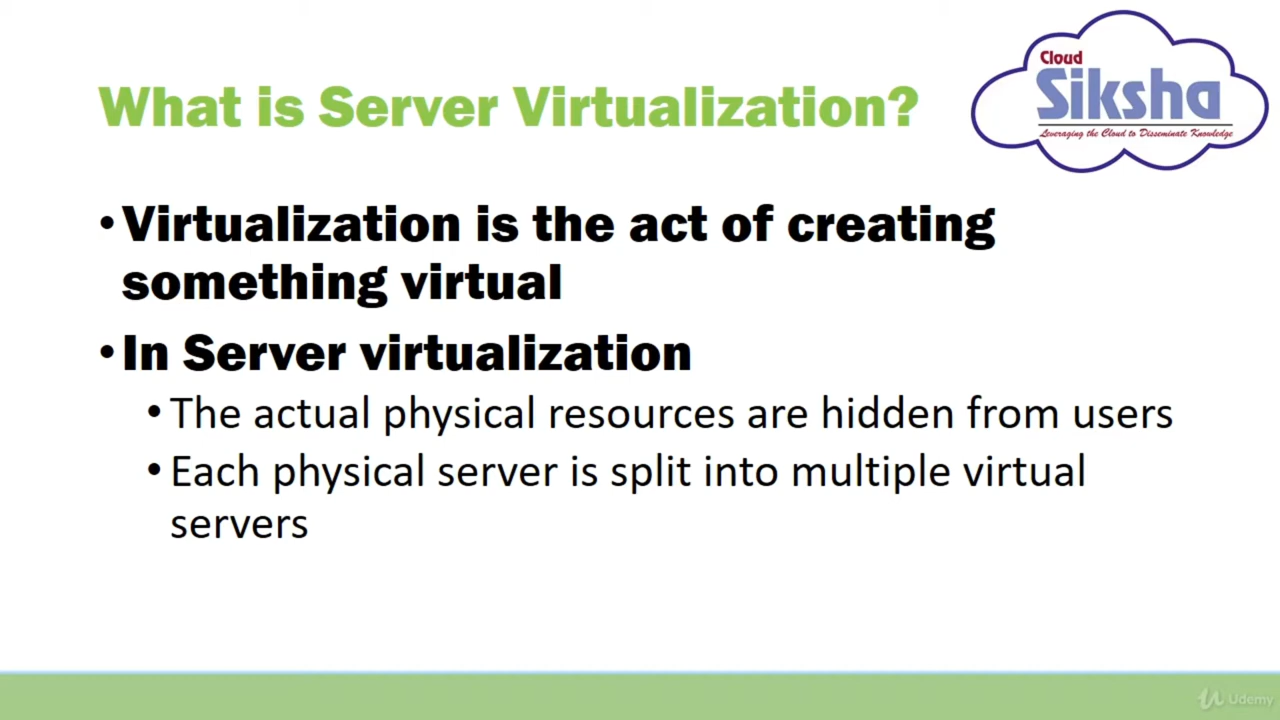 Cloud
Siksha
Leveraging the Cloud to Disseminate Knowledge
What is Server Virtualization?
•Virtualization is the act of creating
something virtual
•In Server virtualization
•The actual physical resources are hidden from users
•Each physical server is split into multiple virtual
servers
Udemy